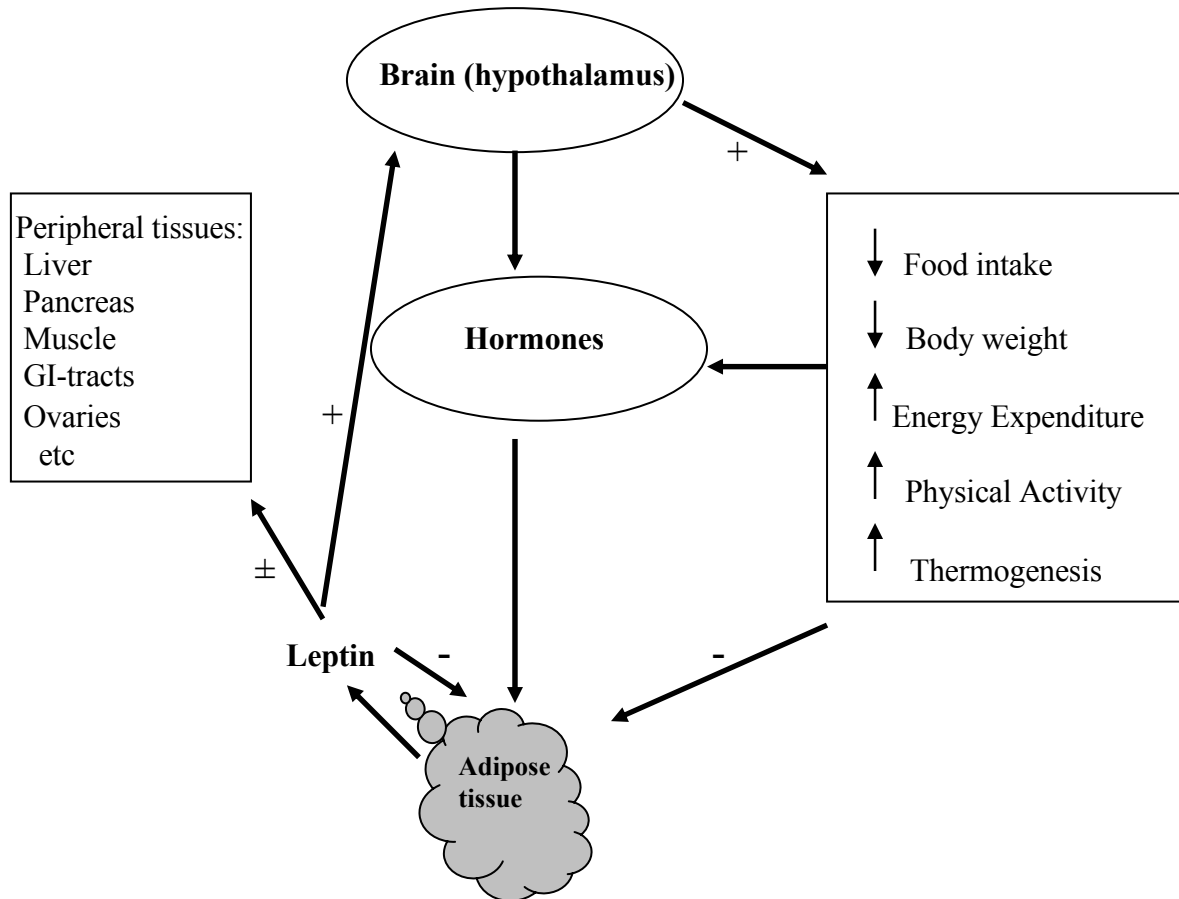 Brain (hypothalamus)
+
Peripheral tissues:
Liver
Pancreas
Muscle
GI-tracts
Ovaries
etc
Hormones
Food intake
Body weight
Energy Expenditure
Physical Activity
Thermogenesis
+
±
Leptin
-
-
Adipose
tissue